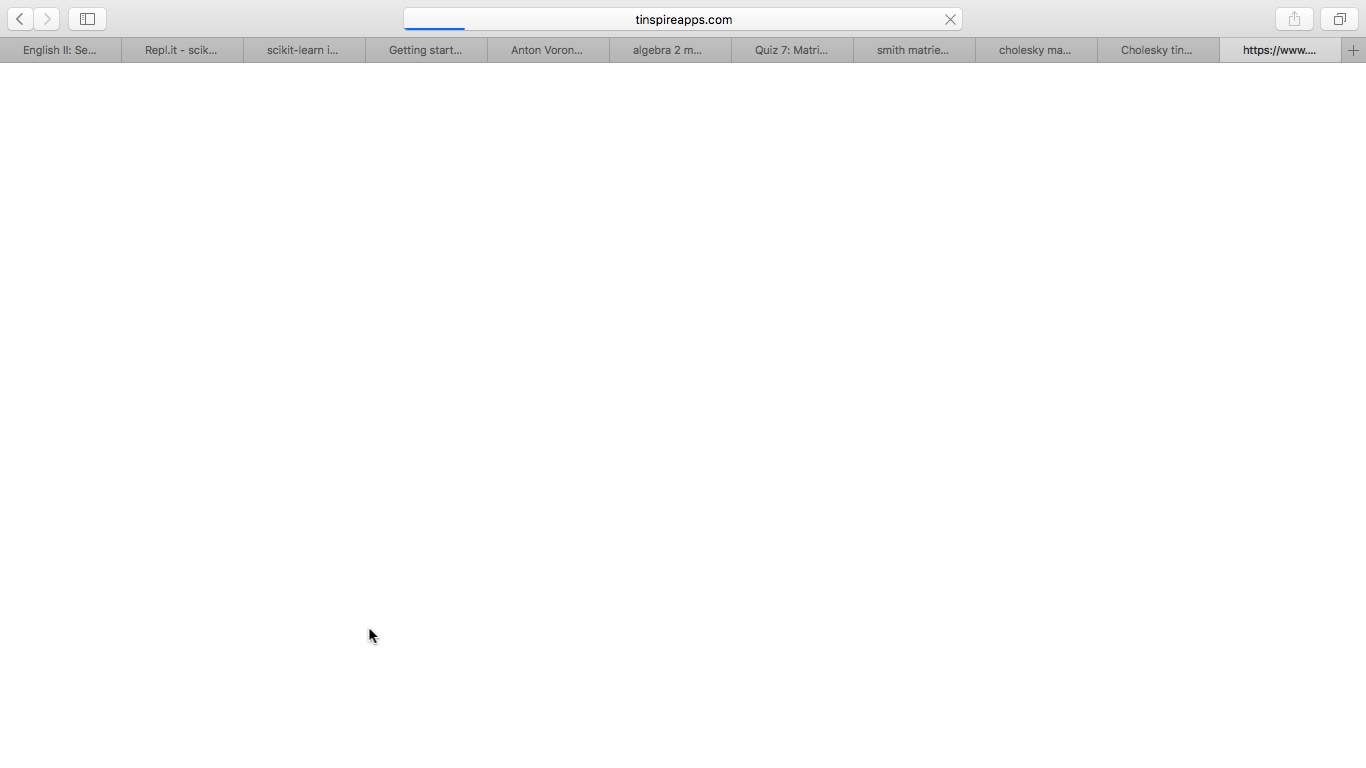 tinspireapps.com
English II: Se...
Repl.it - scik...
scikit-learn i...
Getting start...
Anton Voron...
algebra 2 m...
Quiz 7: Matri...
smith matrie...
cholesky ma...
Cholesky tin...
https://www....